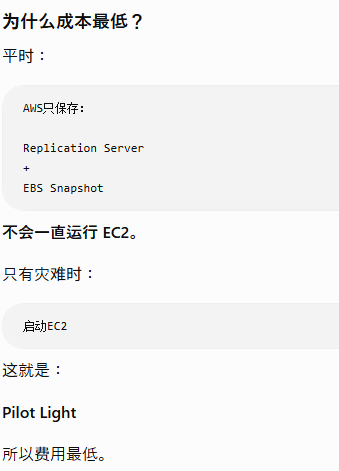 为什么成本最低？
平时：
AWS只保存：
Replication Server
+
EBS Snapshot
不会一直运行 EC2。
只有灾难时：
启动EC2
这就是：
Pilot Light
所以费用最低。